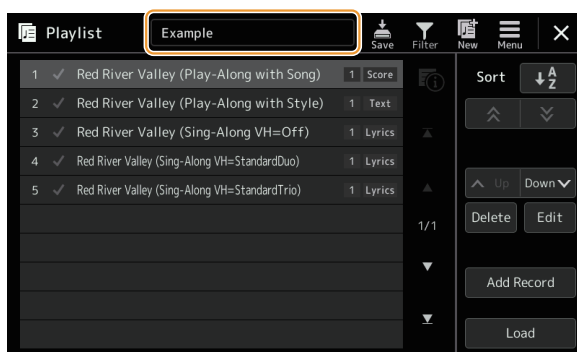 Playlist Example Save Filter New Menu
1 Red River Valley (Play-Along with Song) 1 Score
2 Red River Valley (Play-Along with Style) 1 Text
3 Red River Valley (Sing-Along VH=Off) 1 Lyrics
4 Red River Valley (Sing-Along VH=StandardDuo) 1 Lyrics
5 Red River Valley (Sing-Along VH=StandardTrio) 1 Lyrics
1/1
Sort A Z
Up Down
Delete Edit
Add Record
Load